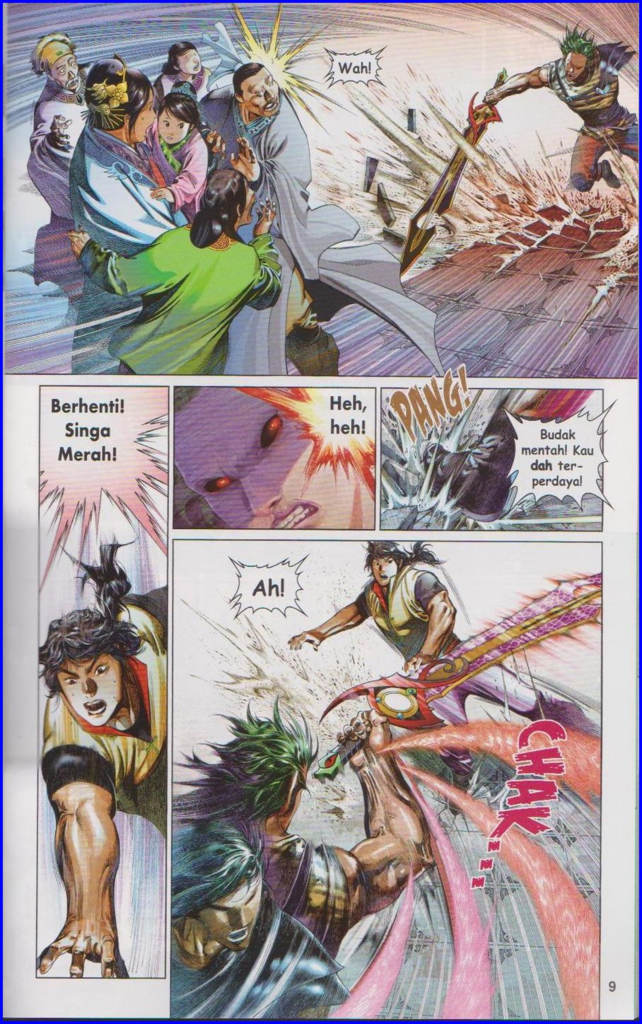 Wah!
Berhenti!
Singa
Merah!
Heh,
heh!
PANG!
Budak
mentah! Kau
dah ter-
perdaya!
Ah!
CHAK...
9